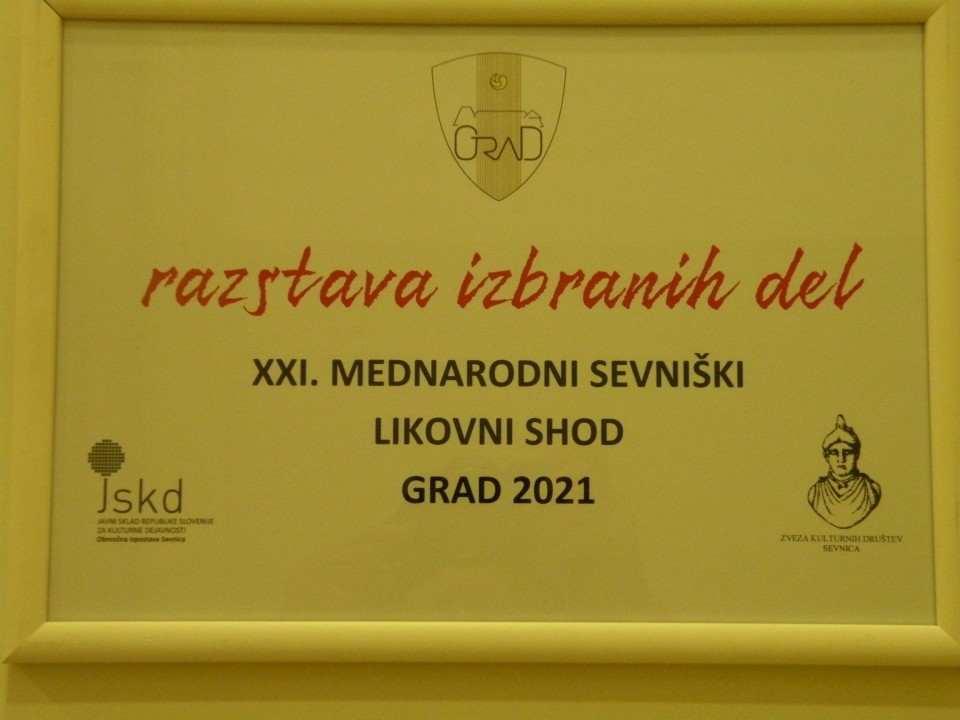 GRAD
razstava izbranih del
XXI. MEDNARODNI SEVNIŠKI
LIKOVNI SHOD
GRAD 2021
Jskd
JAVNI SKLAD REPUBLIKE SLOVENIJE
ZA KULTURNE DEJAVNOSTI
Območna izpostava Sevnica
ZVEZA KULTURNIH DRUŠTEV
SEVNICA